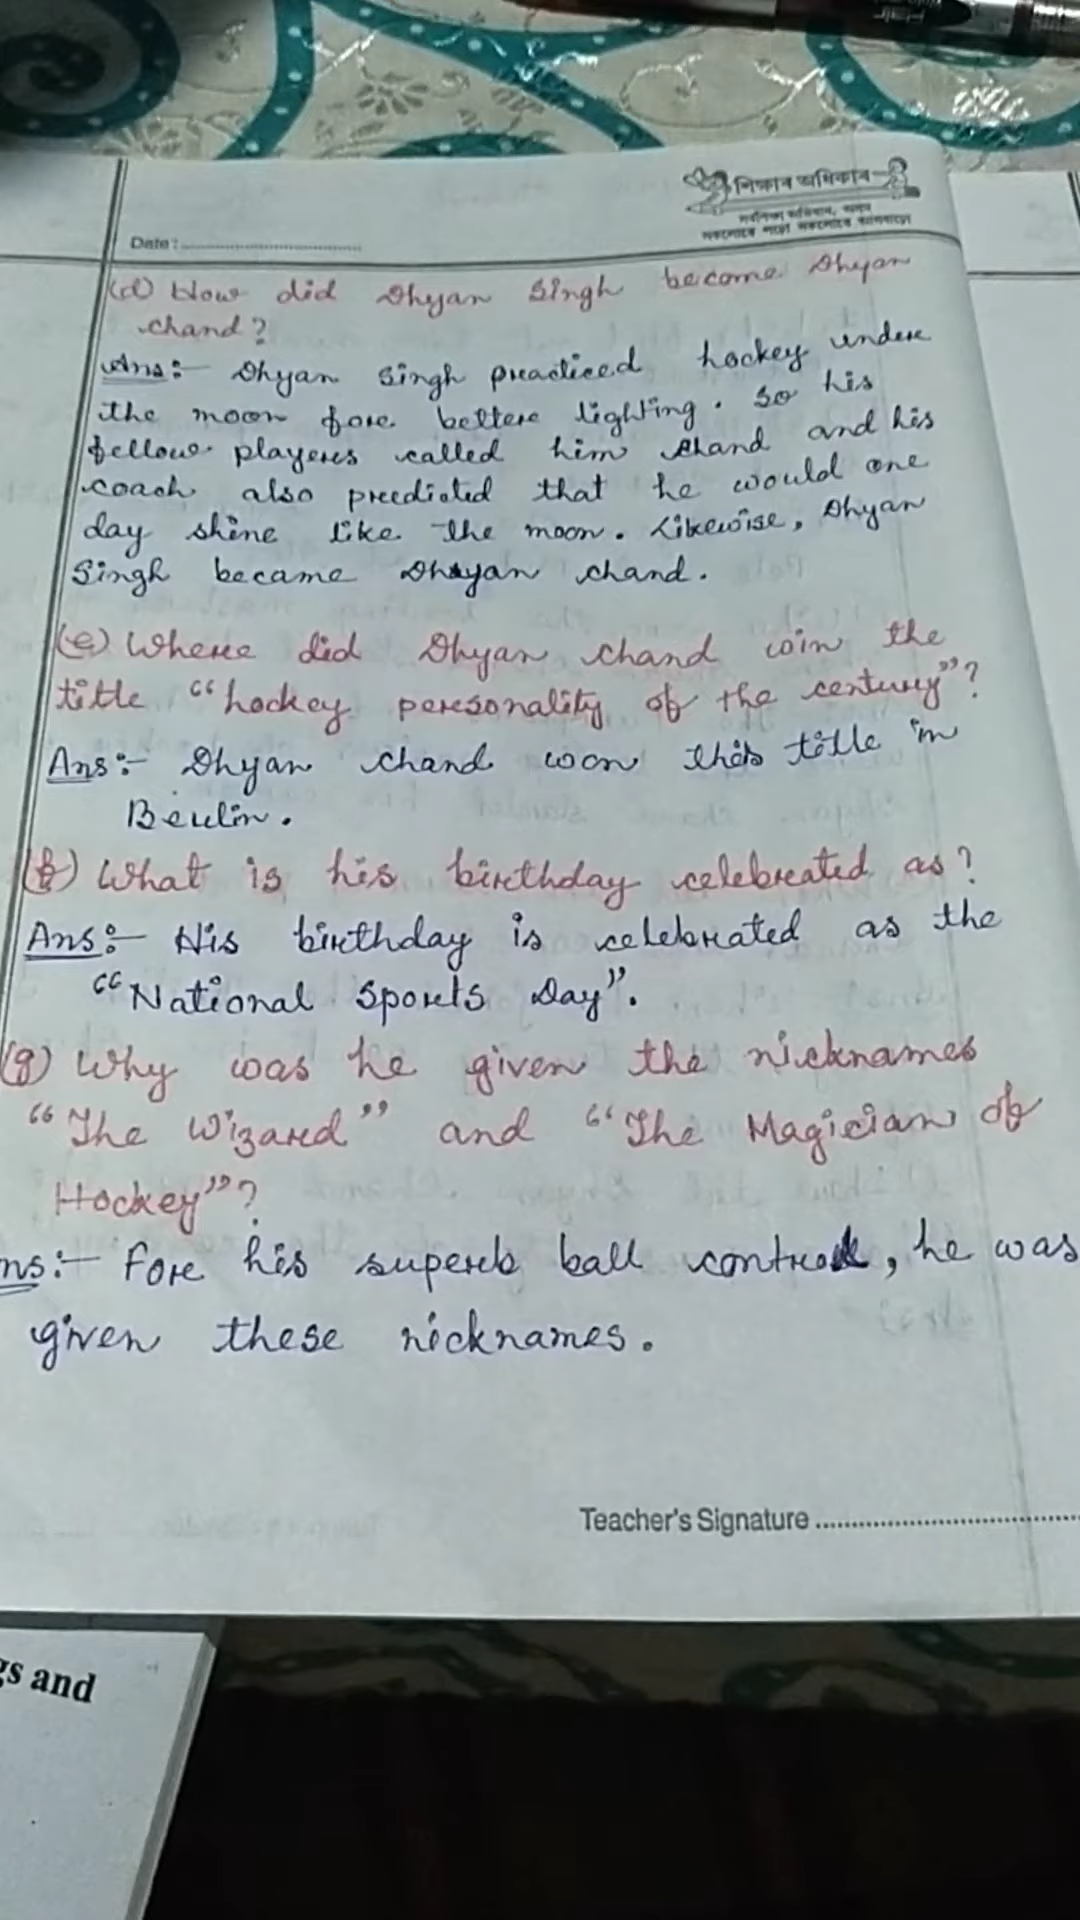 শিক্ষার অধিকাৰ
Date :
(d) How did Dhyan Singh become Dhyan
chand?
Ans:- Dhyan Singh practiced hockey under
the moon for better lighting. So his
fellow players called him chand and his
coach also predicted that he would one
day shine like the moon. Likewise, Dhyan
Singh became Dhyan chand.
(e) Where did Dhyan chand win the
title "hockey personality of the century"?
Ans:- Dhyan chand won this title in
Berlin.
(f) What is his birthday celebrated as?
Ans:- His birthday is celebrated as the
"National Sports Day".
(g) Why was he given the nicknames
"The Wizard" and "The Magician of
Hockey"?
ns:- For his superb ball control, he was
given these nicknames.
Teacher's Signature
gs and